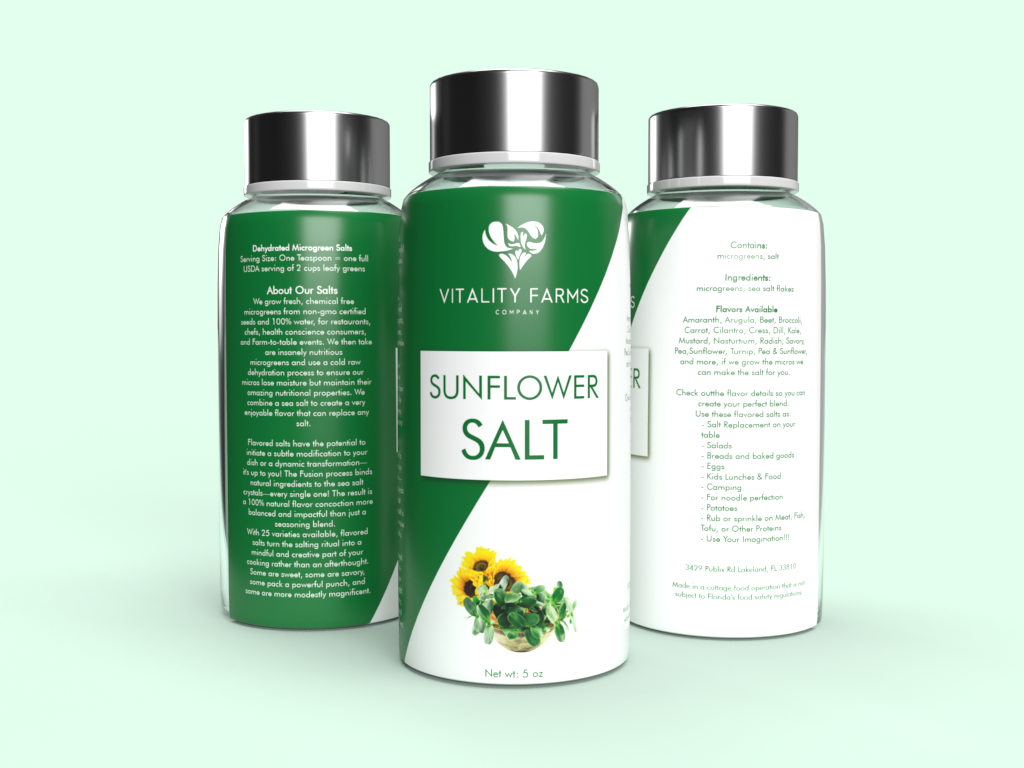 Dehydrated Microgreen Salts
Serving Size: One Teaspoon = one full
USDA serving of 2 cups leafy greens
About Our Salts
We grow fresh, chemical free
microgreens from non-gmo certified
seeds and 100% water, for restaurants,
chefs, health conscience consumers,
and Farm-to-table events. We then take
are insanely nutritious
microgreens and use a cold raw
dehydration process to ensure our
micros lose moisture but maintain their
amazing nutritional properties. We
combine a sea salt to create a very
enjoyable flavor that can replace any
salt.
Flavored salts have the potential to
initiate a subtle modification to your
dish or a dynamic transformation—
it's up to you! The Fusion process binds
natural ingredients to the sea salt
crystals—every single one! The result is
a 100% natural flavor concoction more
balanced and impactful than just a
seasoning blend.
With 25 varieties available, flavored
salts turn the salting ritual into a
mindful and creative part of your
cooking rather than an afterthought.
Some are sweet, some are savory,
some pack a powerful punch, and
some are more modestly magnificent.
VITALITY FARMS
COMPANY
SUNFLOWER
SALT
Net wt: 5 oz
Contains:
microgreens, salt
Ingredients:
microgreens, sea salt flakes
Flavors Available
Amaranth, Arugula, Beet, Broccoli,
Carrot, Cilantro, Cress, Dill, Kale,
Mustard, Nasturtium, Radish, Savory,
Pea,Sunflower, Turnip, Pea & Sunflower,
and more, if we grow the micros we
can make the salt for you.
Check outthe flavor details so you can
create your perfect blend.
Use these flavored salts as:
- Salt Replacement on your
table
- Salads
- Breads and baked goods
- Eggs
- Kids Lunches & Food
- Camping
- For noodle perfection
- Potatoes
- Rub or sprinkle on Meat, Fish,
Tofu, or Other Proteins
- Use Your Imagination!!!
3429 Publix Rd Lakeland, FL 33810
Made in a cottage food operation that is not
subject to Florida's food safety regulations